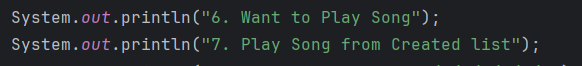 System.out.println("6. Want to Play Song");
System.out.println("7. Play Song from Created list");